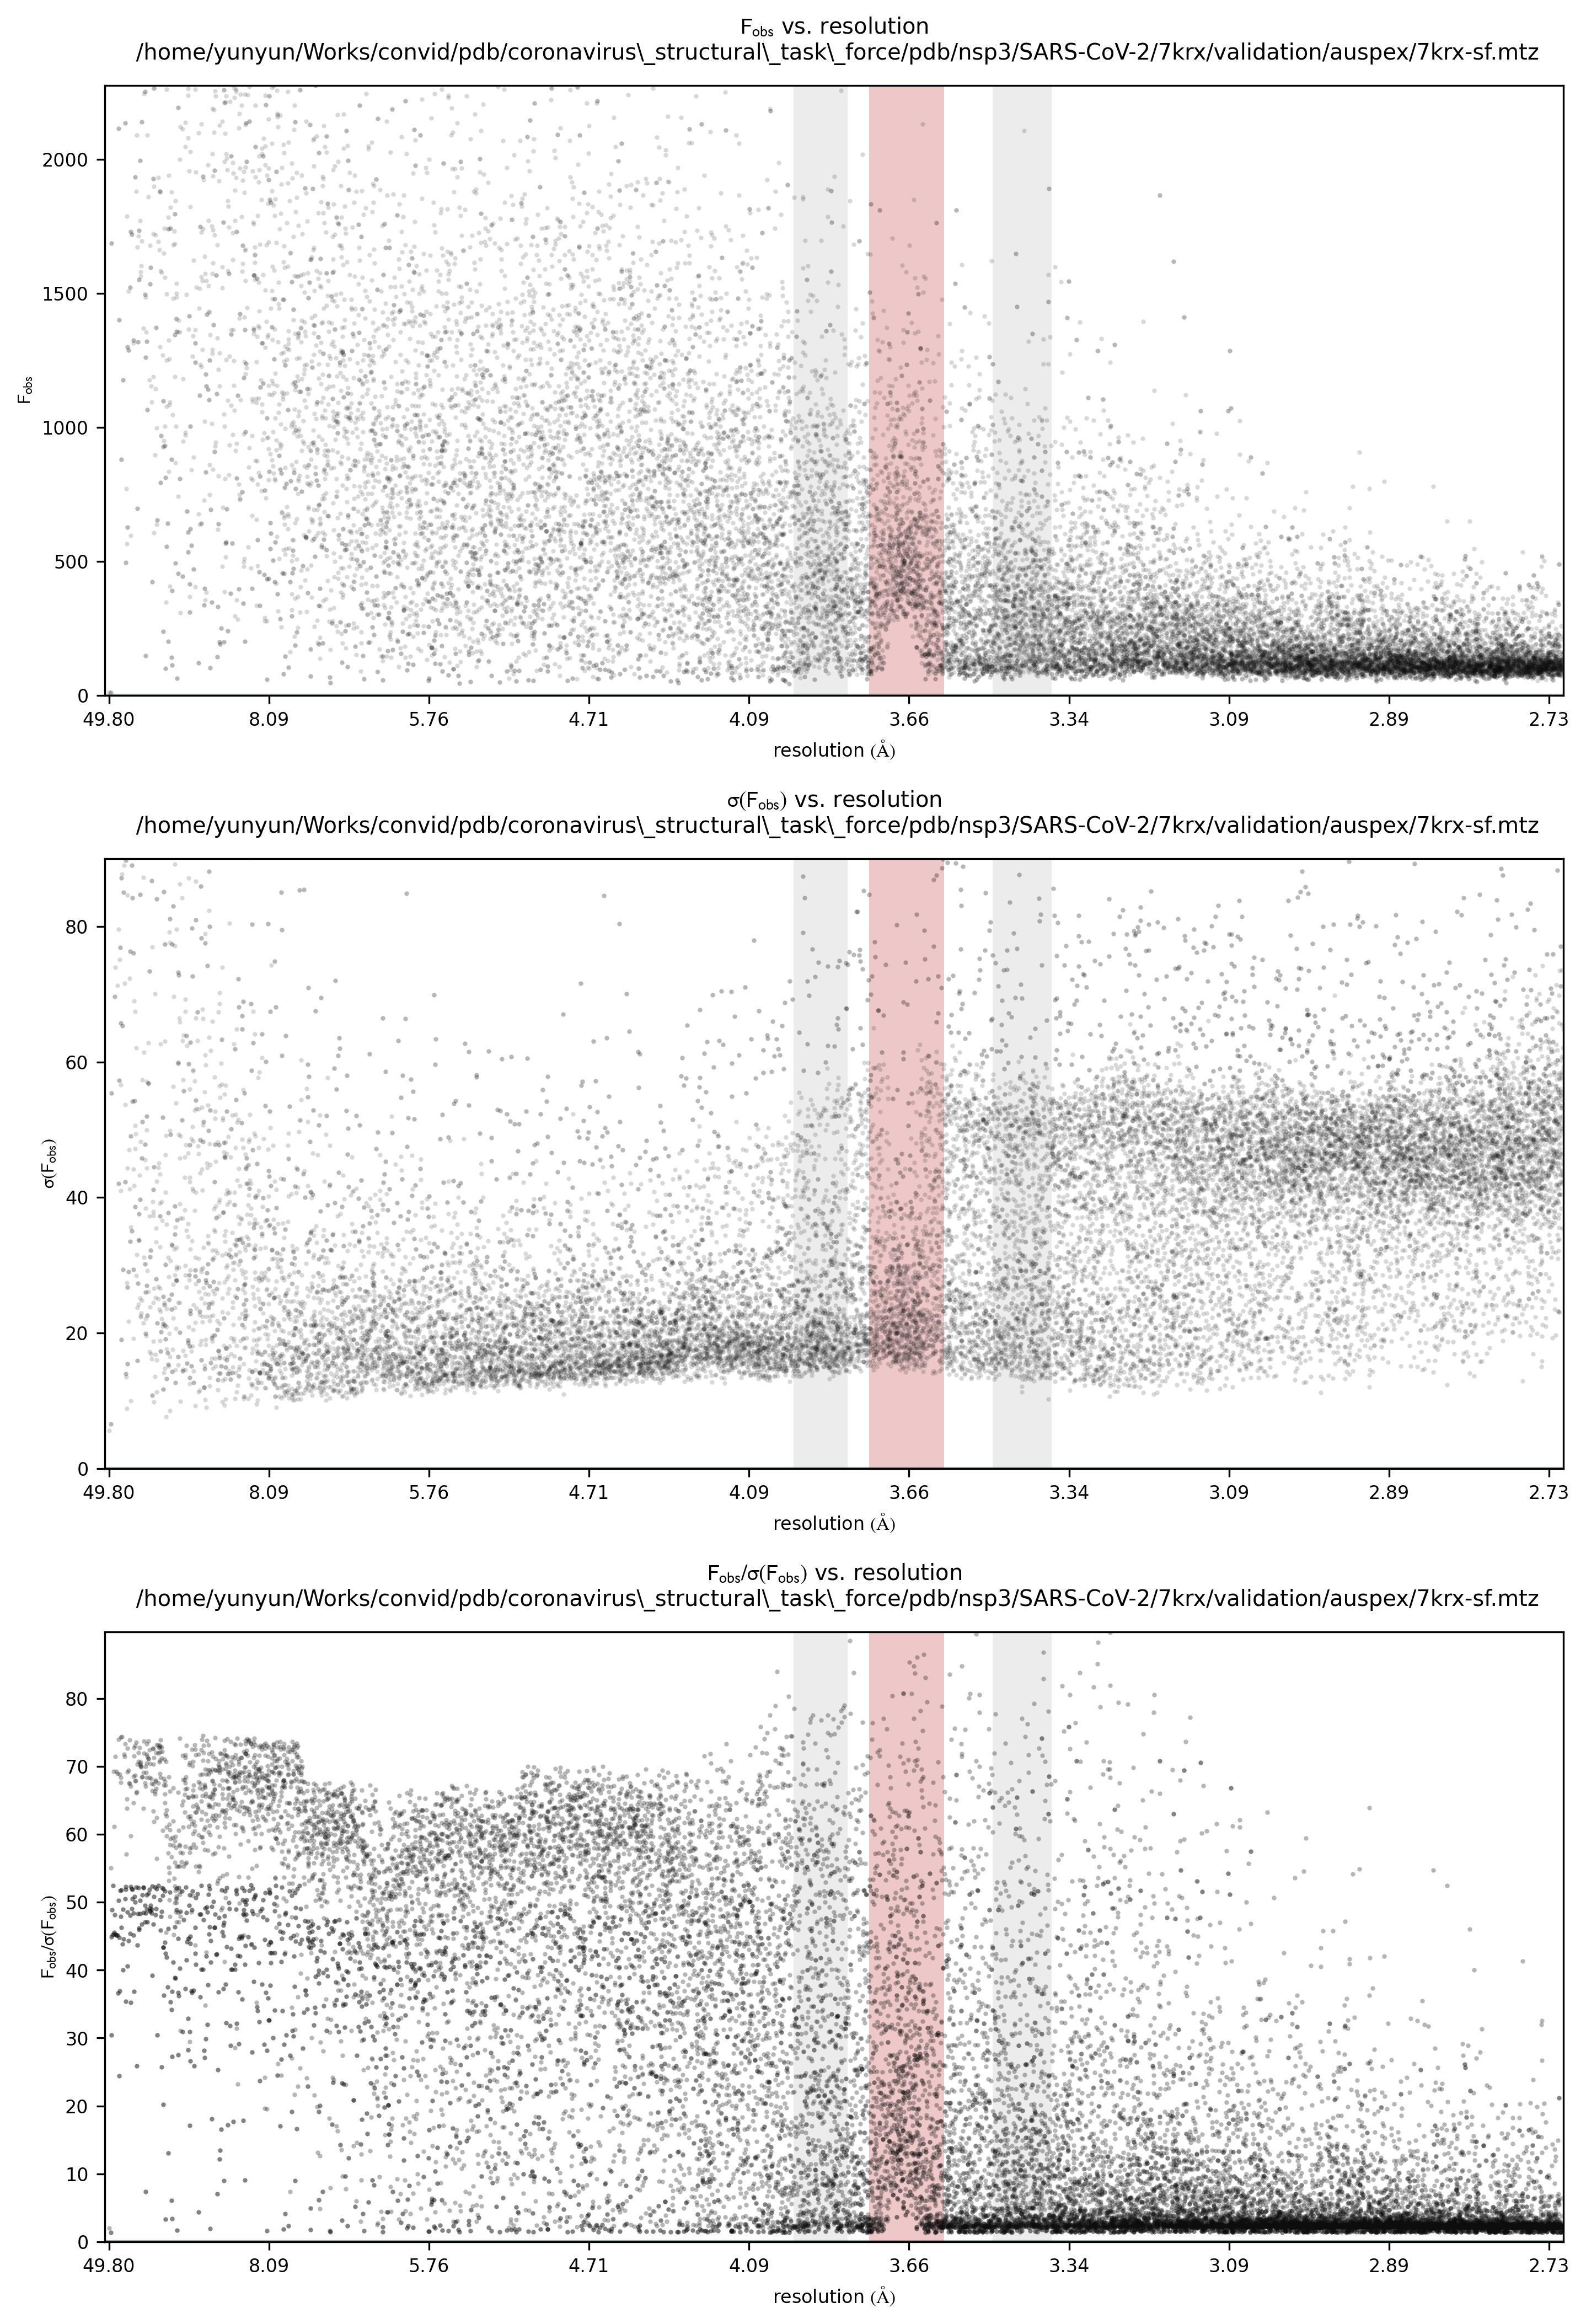 Fobs vs. resolution
/home/yunyun/Works/convid/pdb/coronavirus\_structural\_task\_force/pdb/nsp3/SARS-CoV-2/7krx/validation/auspex/7krx-sf.mtz
Fobs
2000
1500
1000
500
0
49.80 8.09 5.76 4.71 4.09 3.66 3.34 3.09 2.89 2.73
resolution (Å)
σ(Fobs) vs. resolution
/home/yunyun/Works/convid/pdb/coronavirus\_structural\_task\_force/pdb/nsp3/SARS-CoV-2/7krx/validation/auspex/7krx-sf.mtz
σ(Fobs)
80
60
40
20
0
49.80 8.09 5.76 4.71 4.09 3.66 3.34 3.09 2.89 2.73
resolution (Å)
Fobs/σ(Fobs) vs. resolution
/home/yunyun/Works/convid/pdb/coronavirus\_structural\_task\_force/pdb/nsp3/SARS-CoV-2/7krx/validation/auspex/7krx-sf.mtz
Fobs/σ(Fobs)
80
70
60
50
40
30
20
10
0
49.80 8.09 5.76 4.71 4.09 3.66 3.34 3.09 2.89 2.73
resolution (Å)